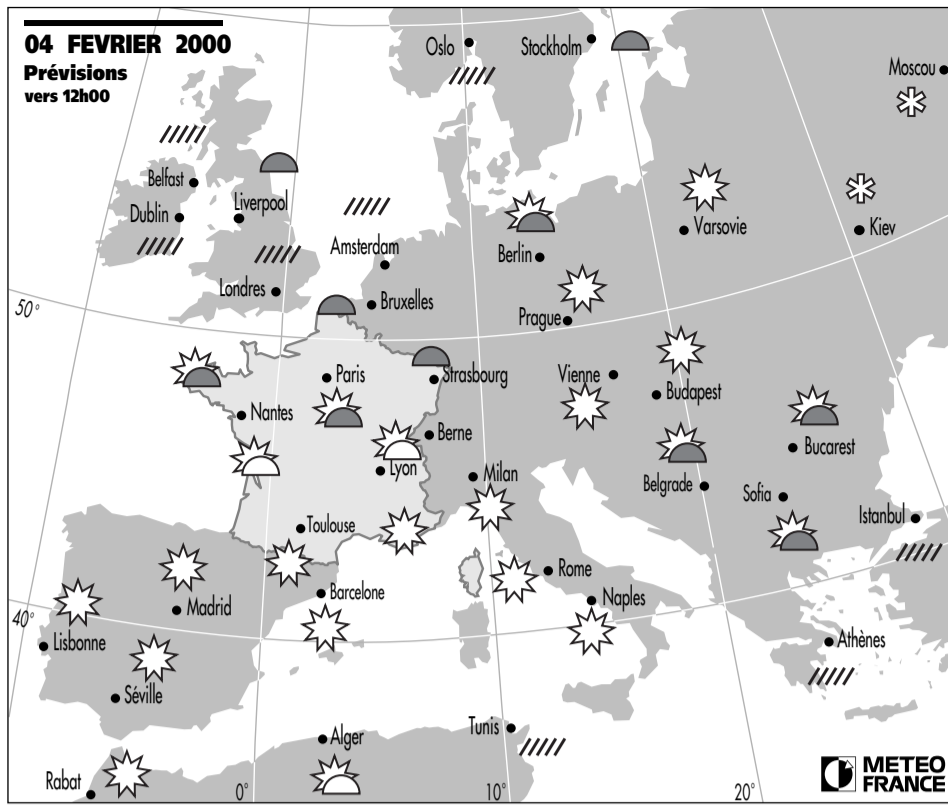 04 FEVRIER 2000
Prévisions
vers 12h00
Oslo
Stockholm
Moscou
Belfast
Dublin
Liverpool
Amsterdam
Londres
Bruxelles
Berlin
Varsovie
Kiev
Prague
50°
Paris
Strasbourg
Vienne
Budapest
Nantes
Berne
Lyon
Milan
Bucarest
Belgrade
Sofia
Istanbul
Toulouse
Rome
Barcelone
Madrid
Naples
40°
Lisbonne
Athènes
Séville
Tunis
Alger
Rabat
0°
10°
20°
METEO
FRANCE